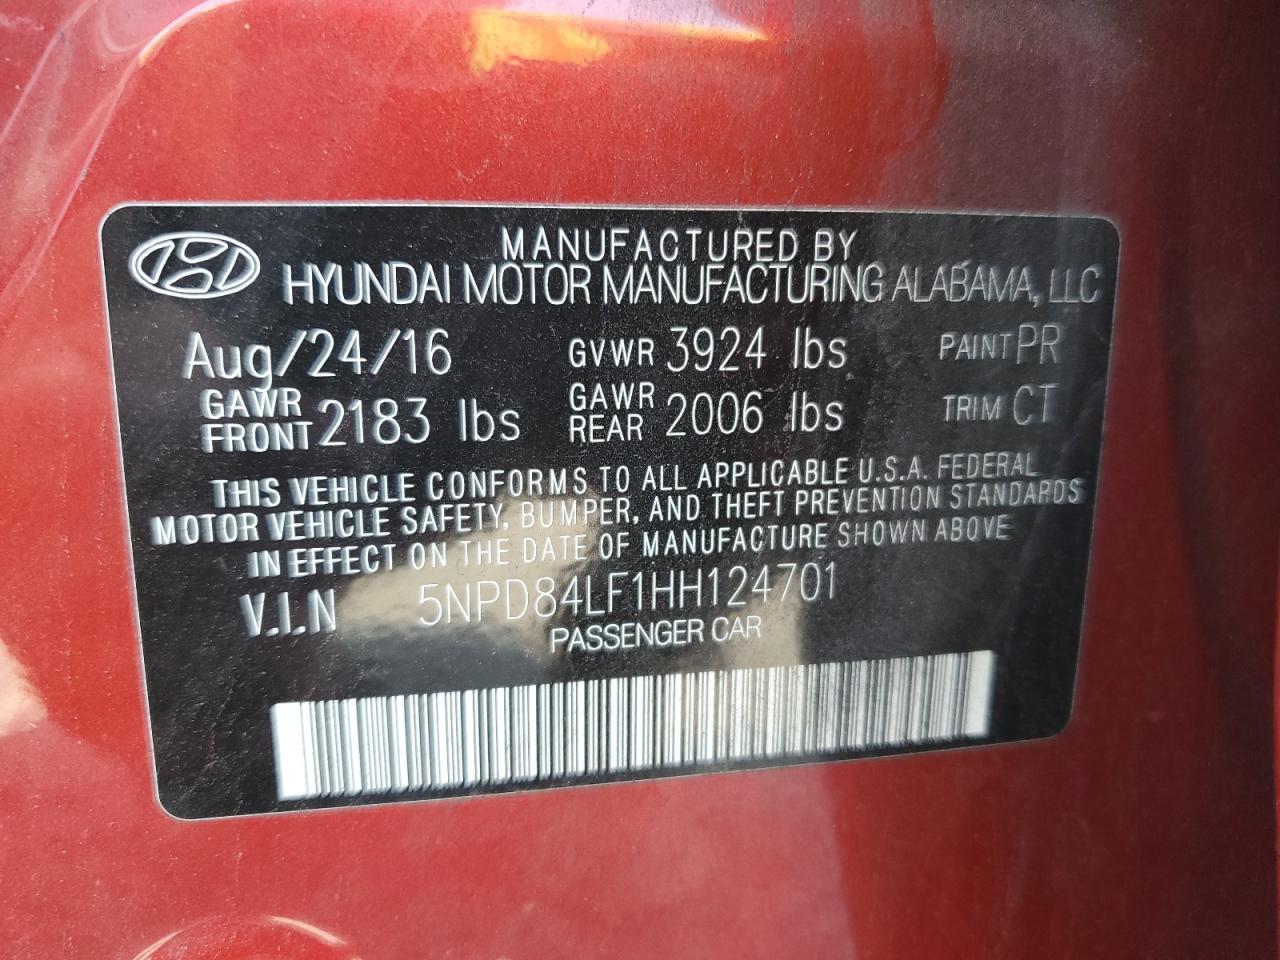 MANUFACTURED BY
HYUNDAI MOTOR MANUFACTURING ALABAMA, LLC
Aug/24/16 GVWR 3924 lbs PAINT PR
GAWR FRONT 2183 lbs GAWR REAR 2006 lbs TRIM CT
THIS VEHICLE CONFORMS TO ALL APPLICABLE U.S.A. FEDERAL
MOTOR VEHICLE SAFETY, BUMPER, AND THEFT PREVENTION STANDARDS
IN EFFECT ON THE DATE OF MANUFACTURE SHOWN ABOVE
V.I.N 5NPD84LF1HH124701
PASSENGER CAR